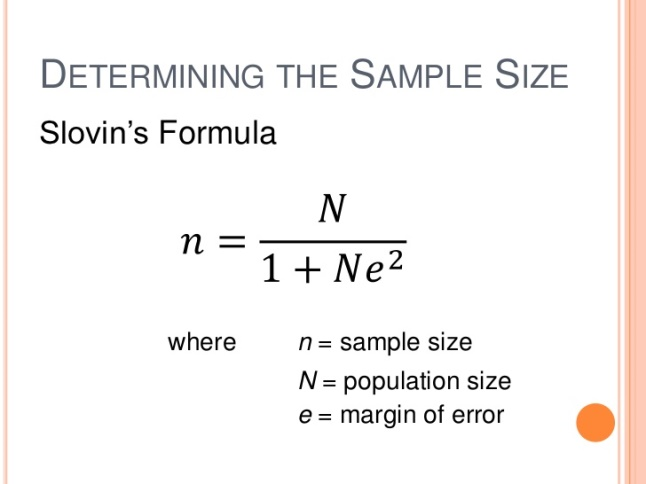 DETERMINING THE SAMPLE SIZE
Slovin’s Formula
n = N / (1 + Ne²)
where n = sample size
N = population size
e = margin of error